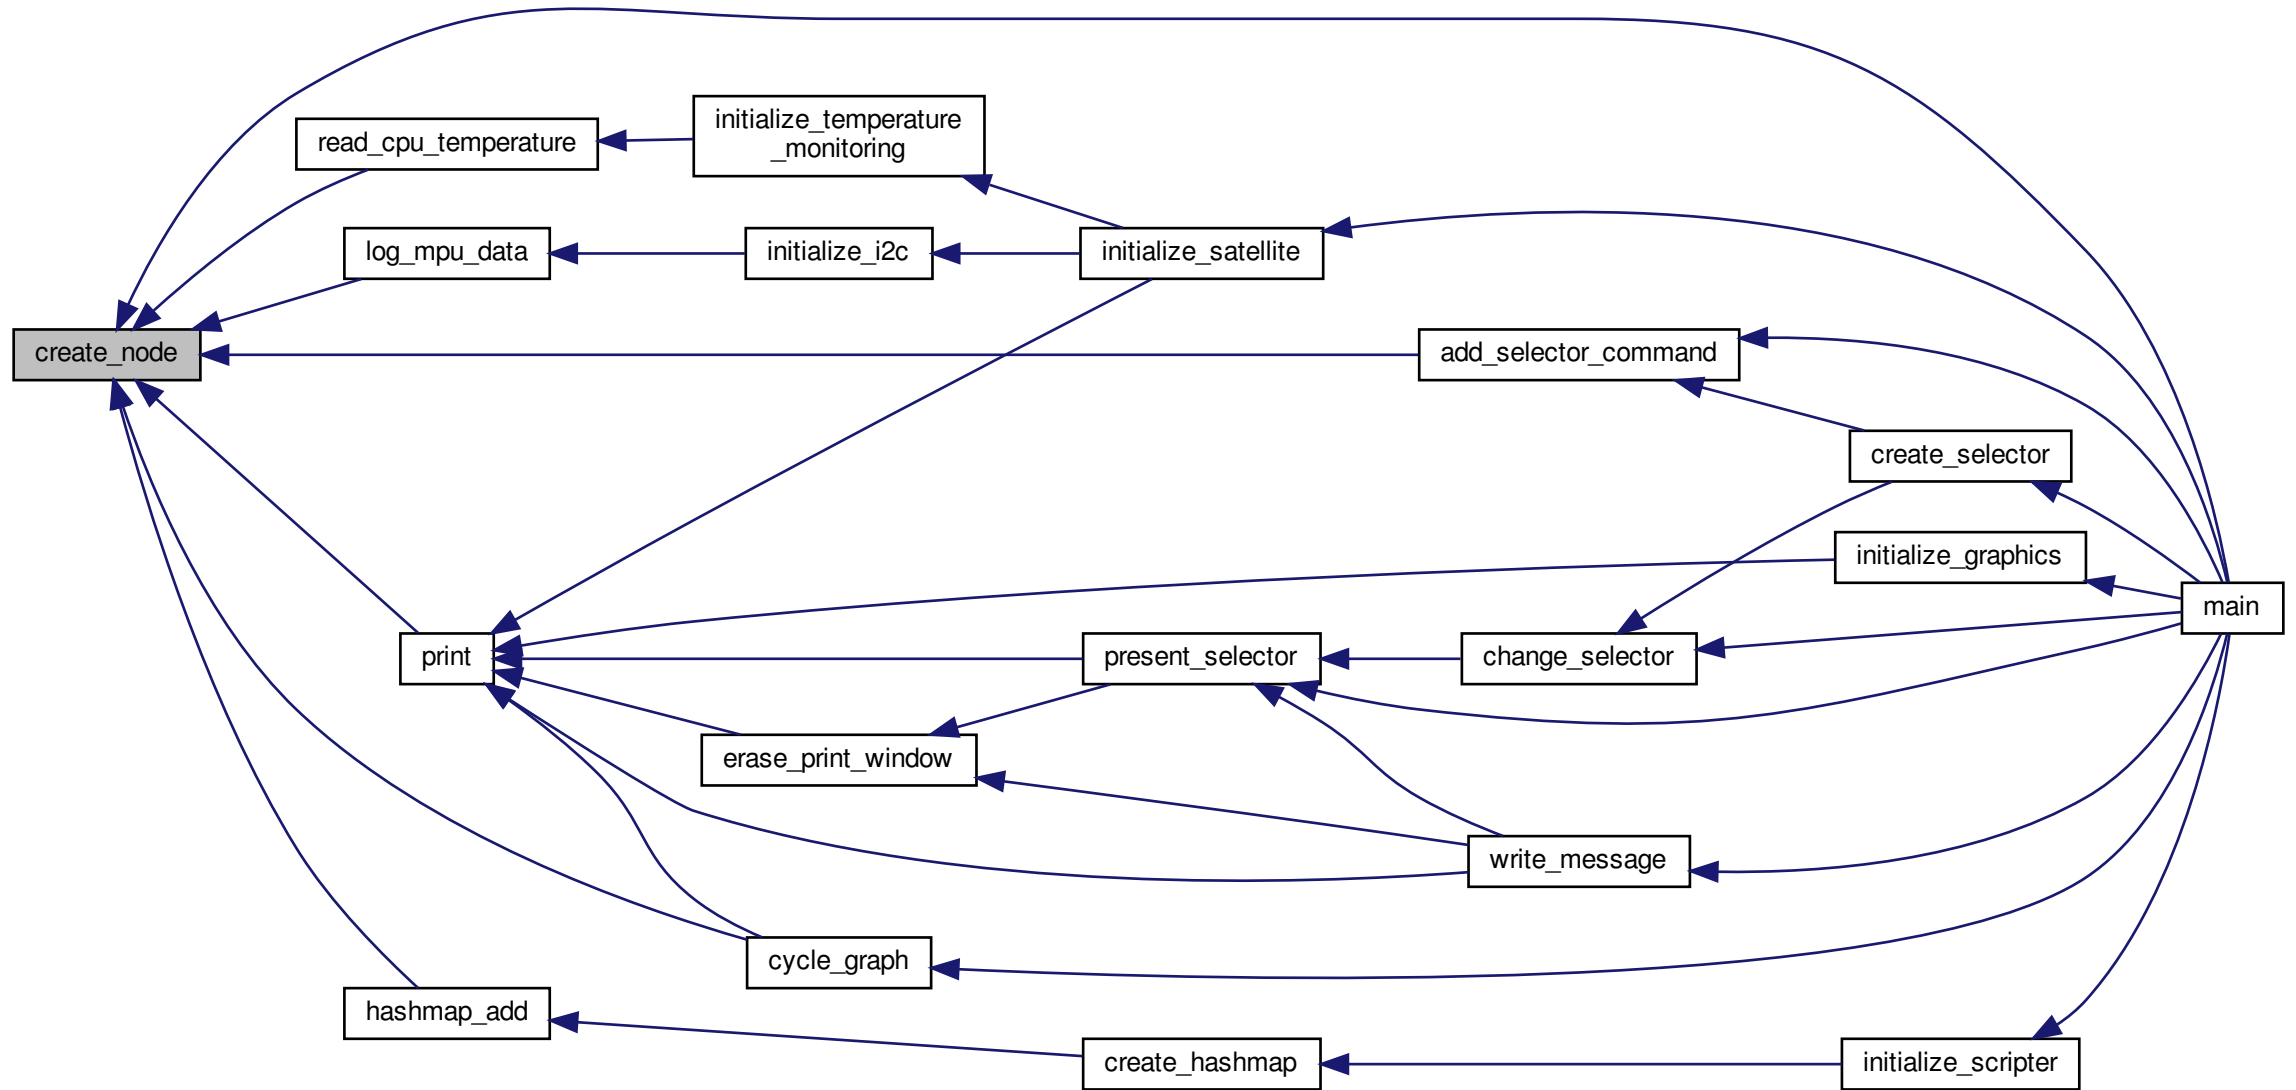 initialize_temperature
_monitoring
read_cpu_temperature
log_mpu_data
initialize_i2c
initialize_satellite
create_node
add_selector_command
create_selector
initialize_graphics
main
print
present_selector
change_selector
erase_print_window
write_message
cycle_graph
hashmap_add
create_hashmap
initialize_scripter